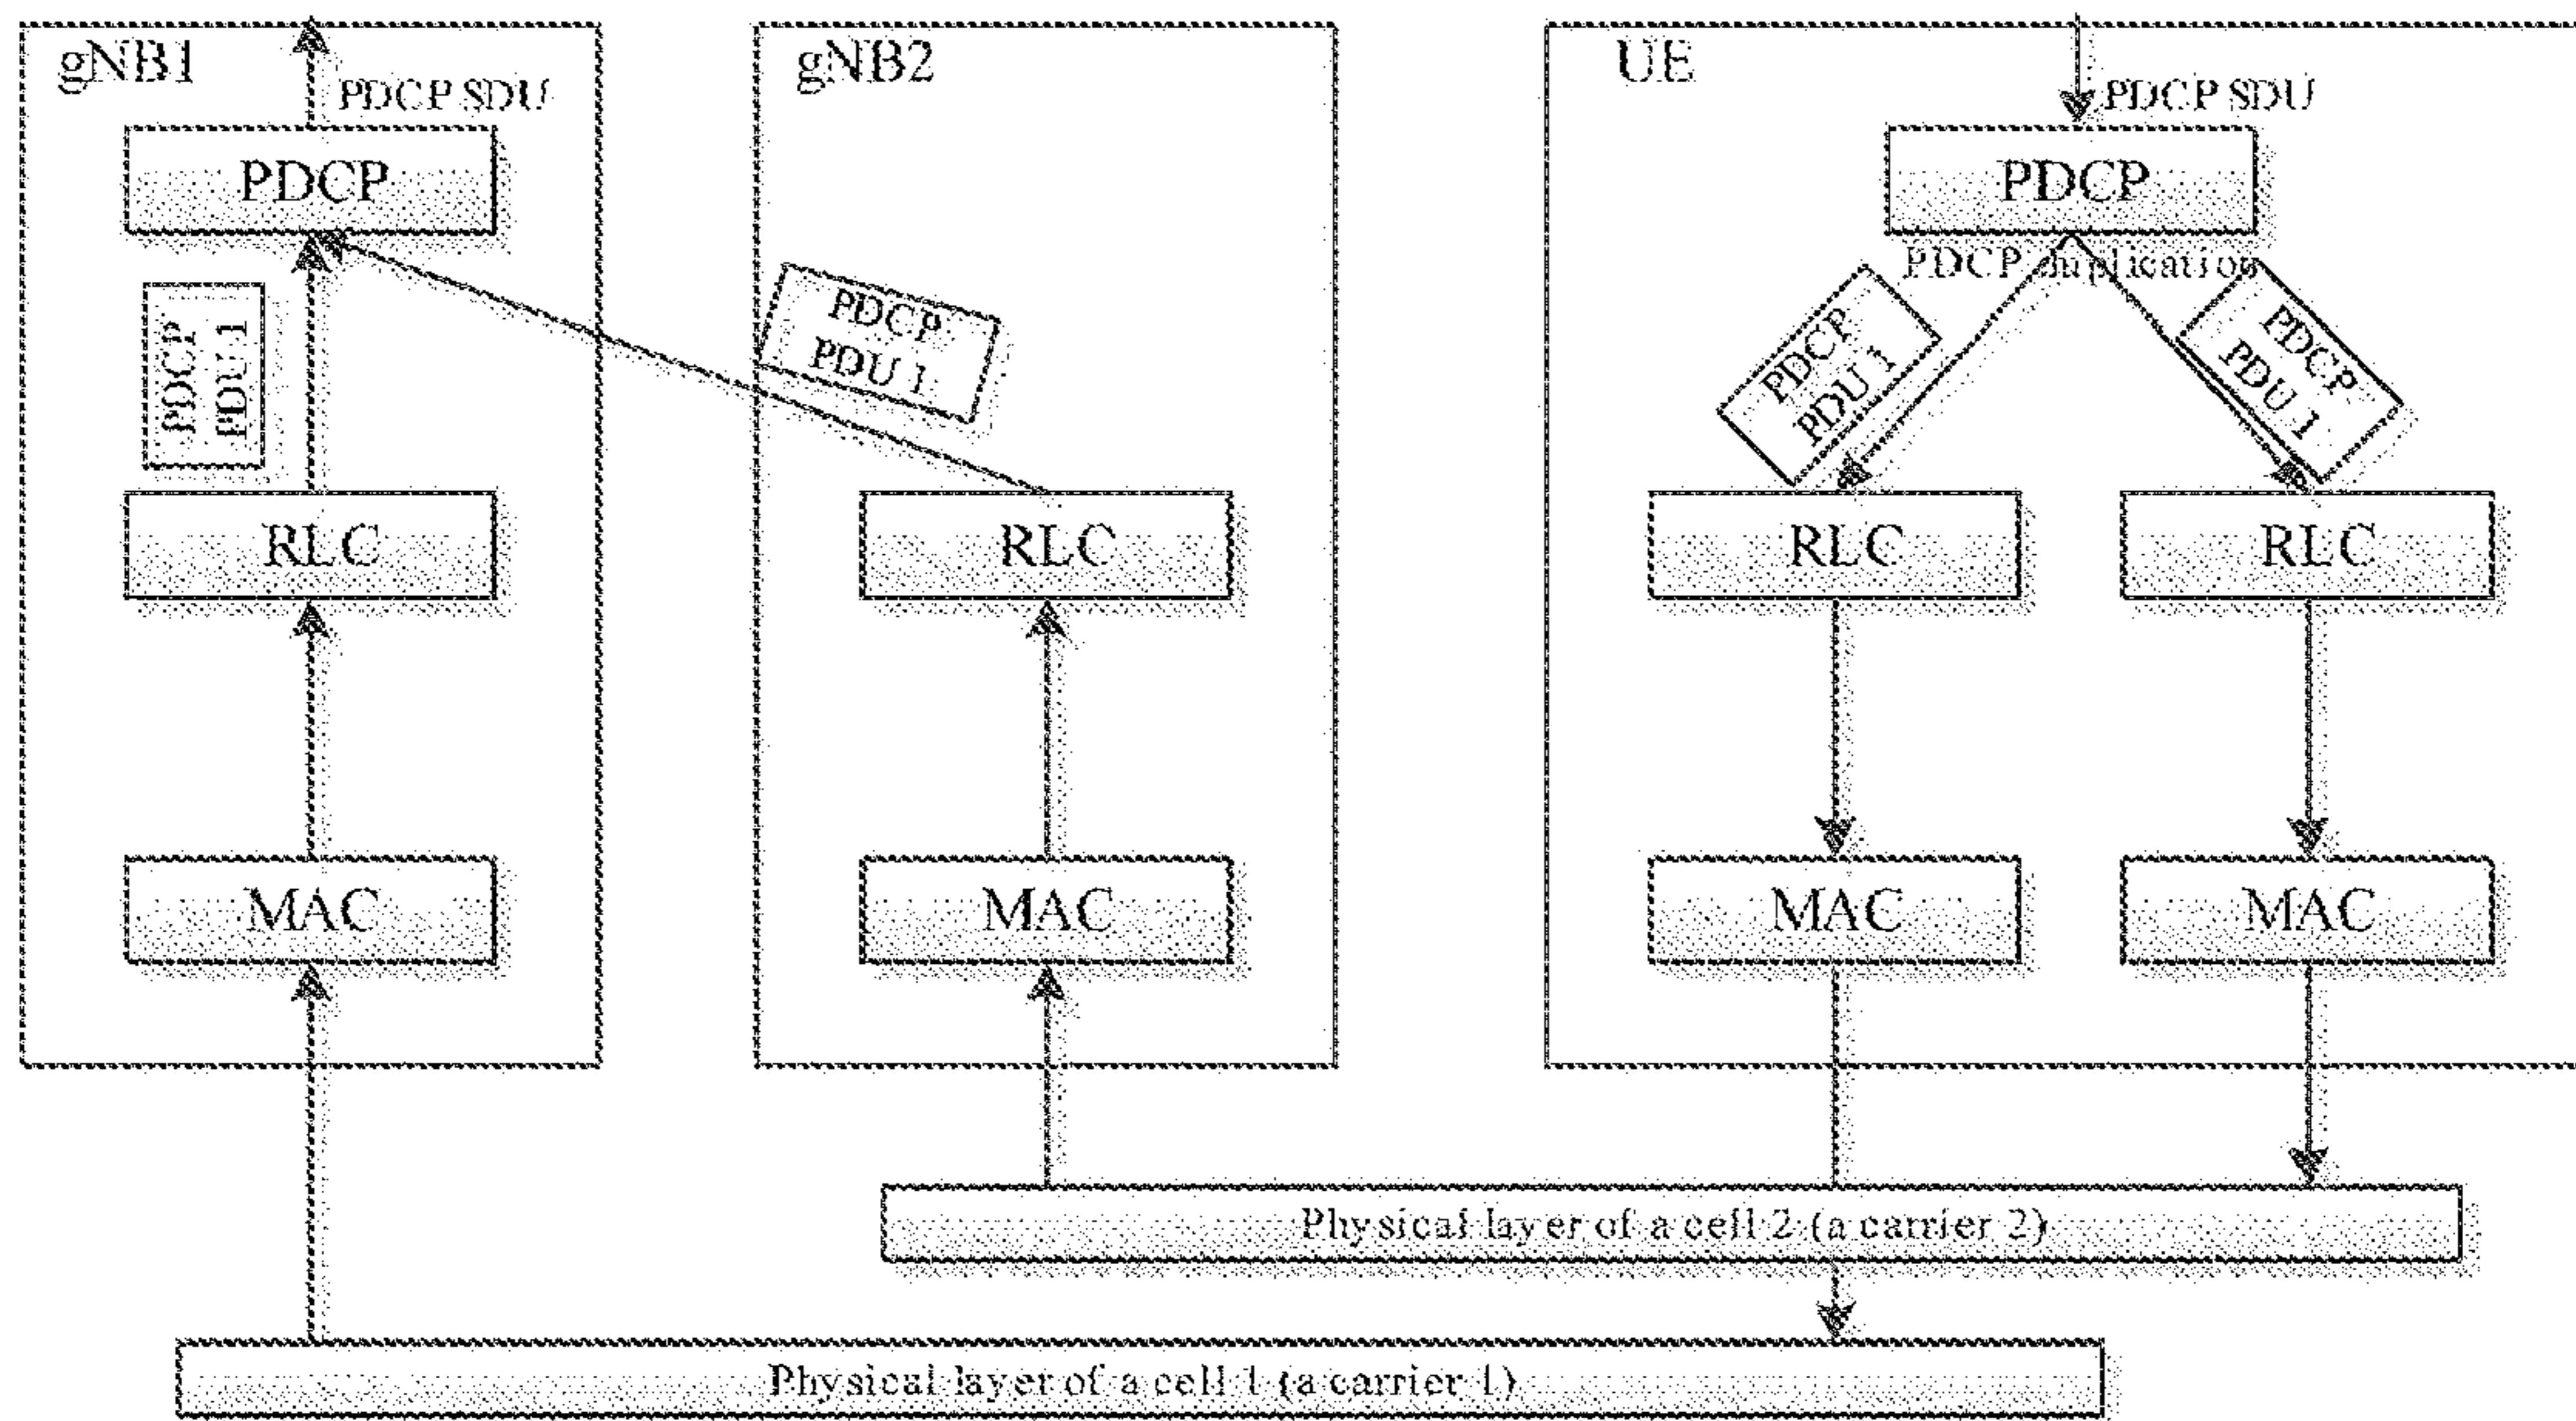 gNB1
PDCP SDU
PDCP
PDCP
PDU 1
RLC
MAC
gNB2
PDCP
PDU 1
RLC
MAC
UE
PDCP SDU
PDCP
PDCP duplication
PDCP
PDU 1
PDCP
PDU 1
RLC
RLC
MAC
MAC
Physical layer of a cell 2 (a carrier 2)
Physical layer of a cell 1 (a carrier 1)